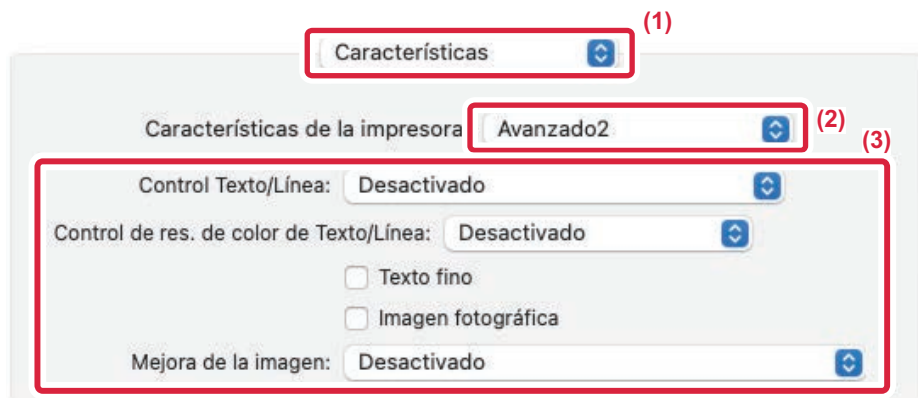 (1)
Características
Características de la impresora Avanzado2 (2)
(3)
Control Texto/Línea: Desactivado
Control de res. de color de Texto/Línea: Desactivado
Texto fino
Imagen fotográfica
Mejora de la imagen: Desactivado